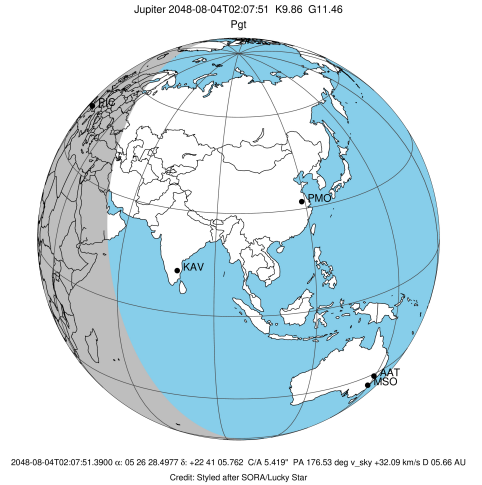 Jupiter 2048-08-04T02:07:51 K9.86 G11.46
Pgt
PIC
PMO
KAV
AAT
MSO
2048-08-04T02:07:51.3900 α: 05 26 28.4977 δ: +22 41 05.762 C/A 5.419" PA 176.53 deg v_sky +32.09 km/s D 05.66 AU
Credit: Styled after SORA/Lucky Star